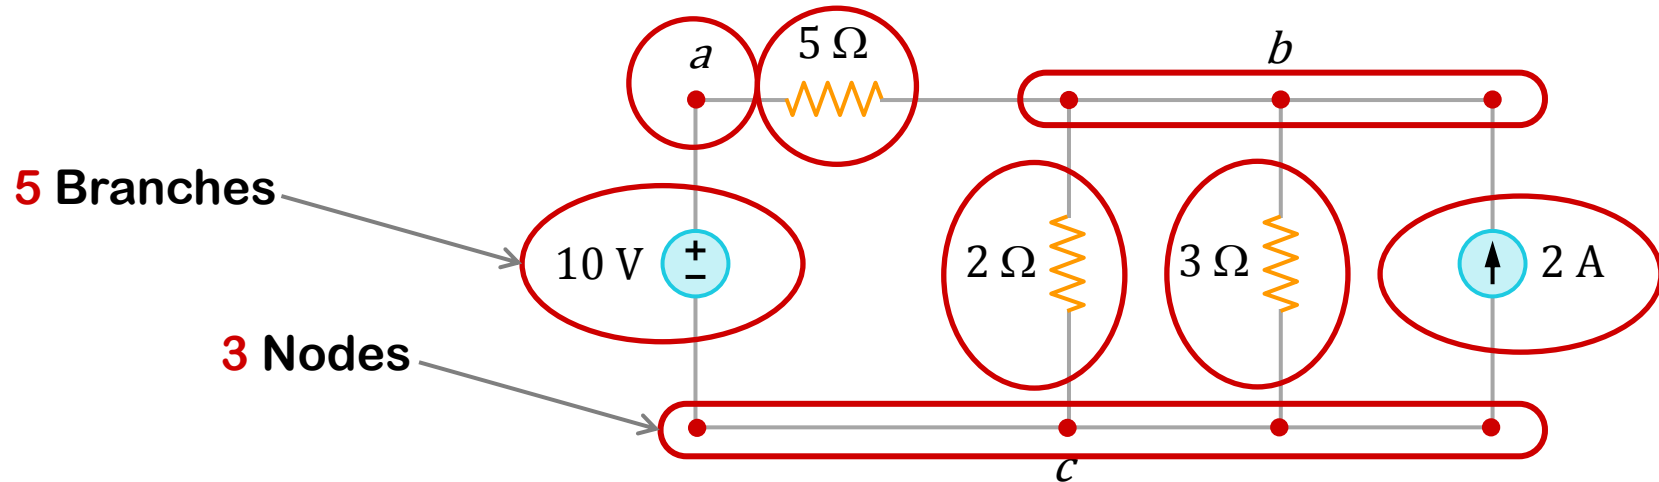 a
5 Ω
b
5 Branches
10 V
+
−
2 Ω
3 Ω
2 A
3 Nodes
c